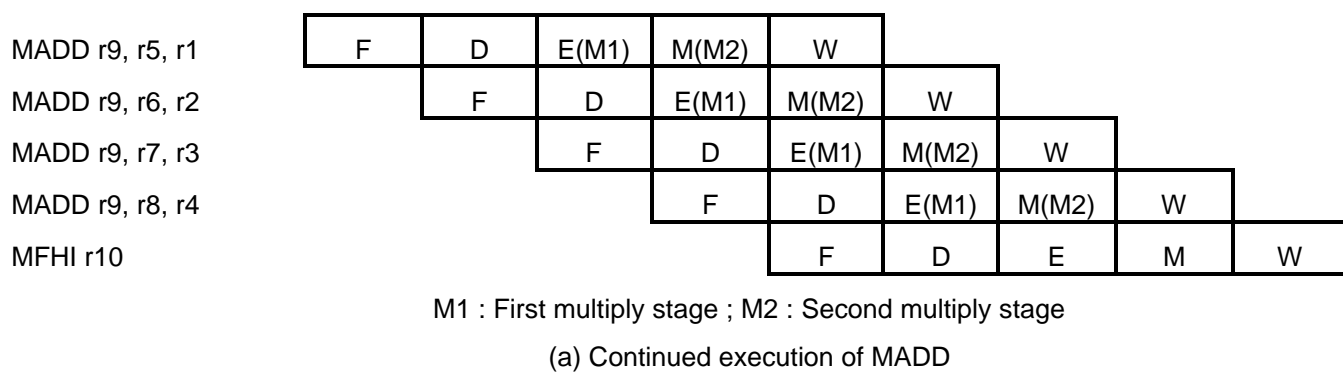 MADD r9, r5, r1 F D E(M1) M(M2) W
MADD r9, r6, r2 F D E(M1) M(M2) W
MADD r9, r7, r3 F D E(M1) M(M2) W
MADD r9, r8, r4 F D E(M1) M(M2) W
MFHI r10 F D E M W
M1 : First multiply stage ; M2 : Second multiply stage
(a) Continued execution of MADD